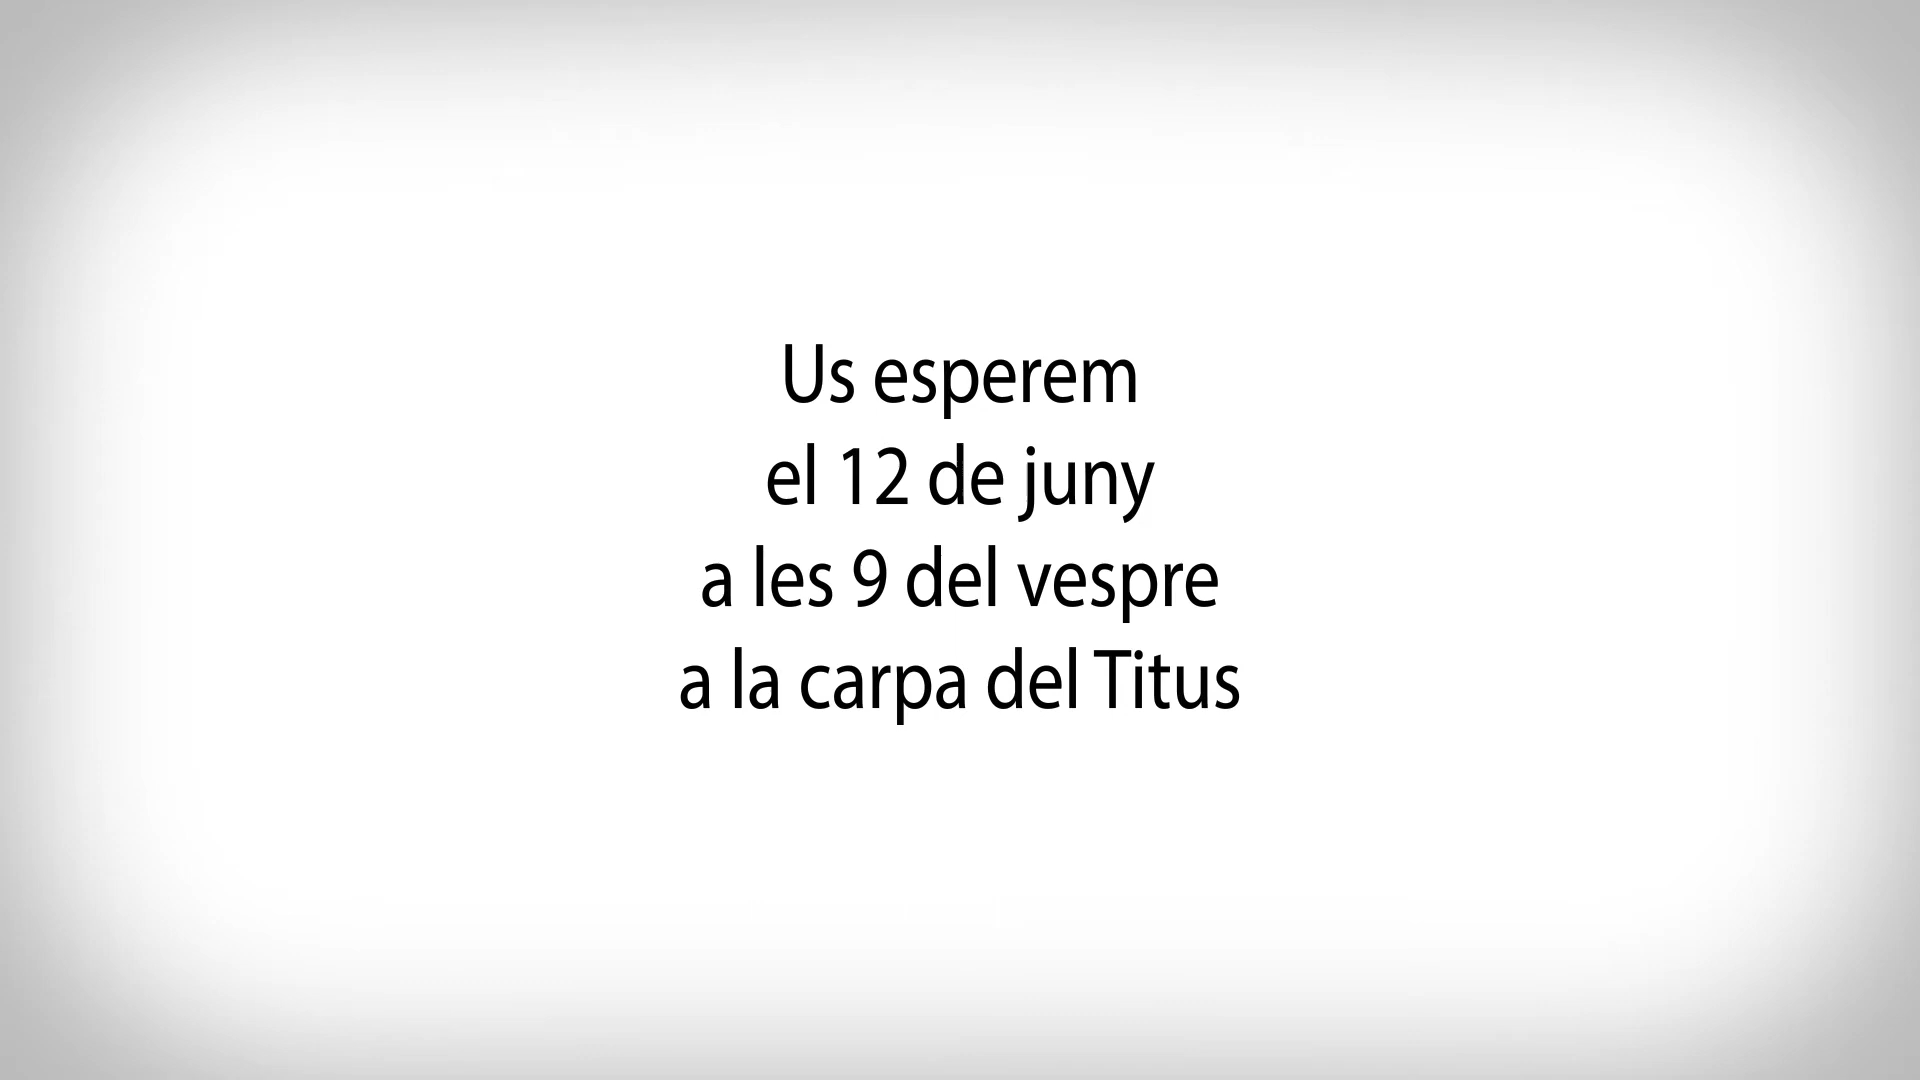 Us esperem
el 12 de juny
a les 9 del vespre
a la carpa del Titus